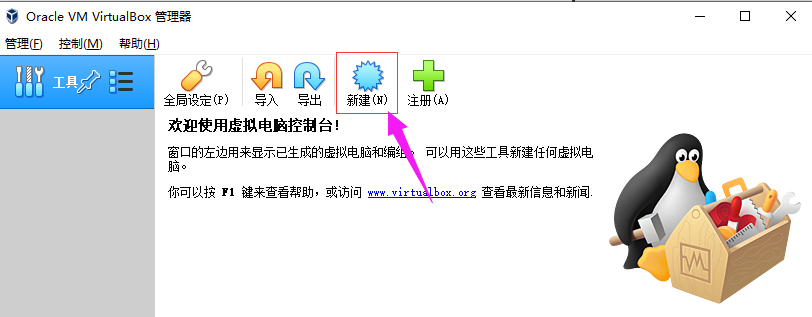 Oracle VM VirtualBox 管理器
管理(F) 控制(M) 帮助(H)
工具
全局设定(P) 导入 导出 新建(N) 注册(A)
欢迎使用虚拟电脑控制台!
窗口的左边用来显示已生成的虚拟电脑和编组。 可以用这些工具新建任何虚拟电
脑。
你可以按 F1 键来查看帮助，或访问 www.virtualbox.org 查看最新信息和新闻.